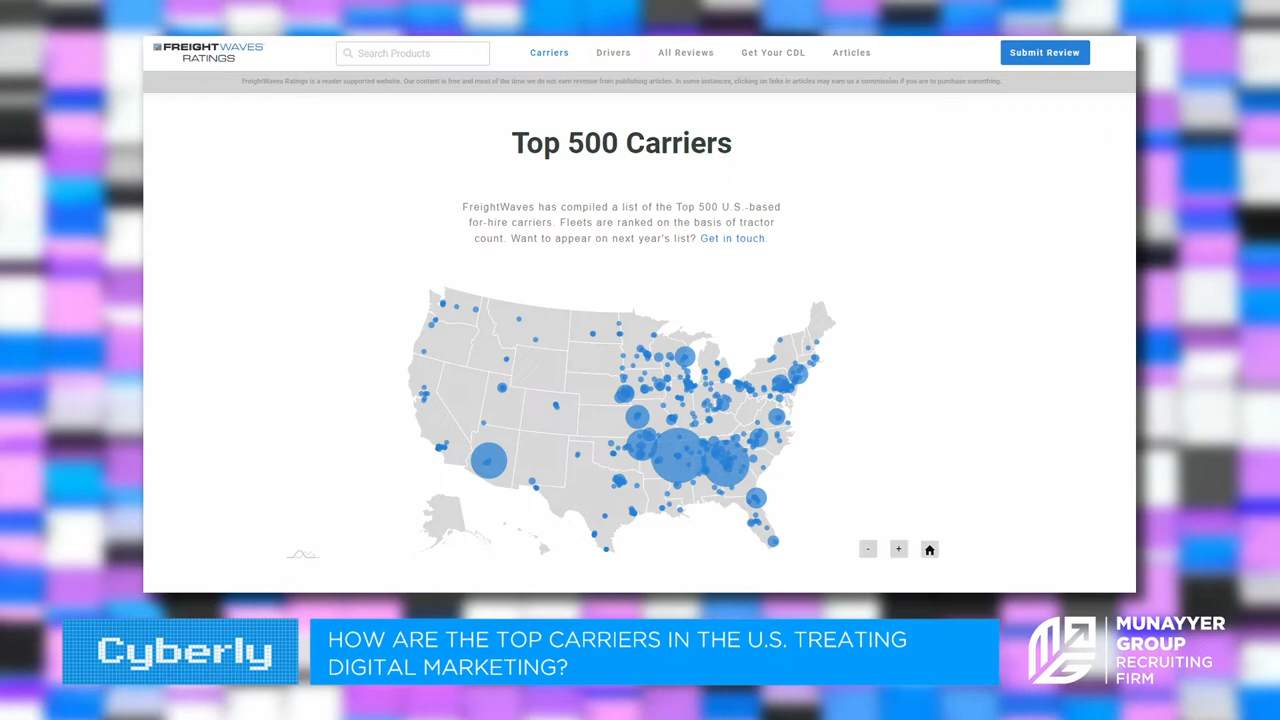 FREIGHTWAVES
RATINGS
Search Products
Carriers
Drivers
All Reviews
Get Your CDL
Articles
Submit Review
FreightWaves Ratings is a reader supported website. Our content is free and most of the time we do not earn revenue from publishing articles. In some instances, clicking on links in articles may earn us a commission if you are to purchase something.
Top 500 Carriers
FreightWaves has compiled a list of the Top 500 U.S.-based
for-hire carriers. Fleets are ranked on the basis of tractor
count. Want to appear on next year's list? Get in touch.
- +
Cyberly
HOW ARE THE TOP CARRIERS IN THE U.S. TREATING
DIGITAL MARKETING?
MUNAYYER
GROUP
RECRUITING
FIRM